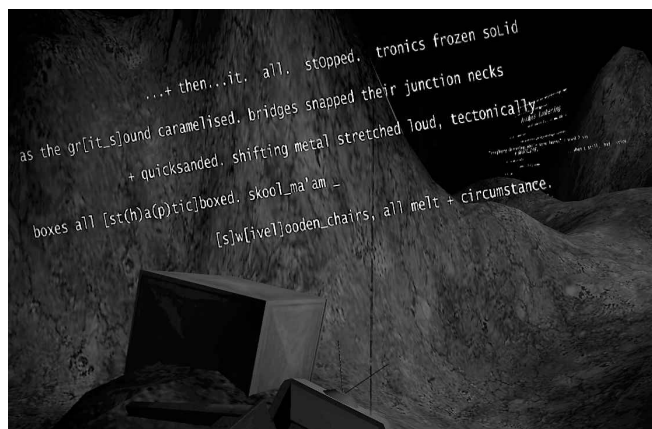 ...+ then...it. all. stOpped. tronics frozen soLid
as the gr[it_s]ound caramelised. bridges snapped their junction necks
+ quicksanded. shifting metal stretched loud, tectonically.
boxes all [st(h)a(p)tic]boxed. skool_ma'am _
[s]w[ivel]ooden_chairs, all melt + circumstance.